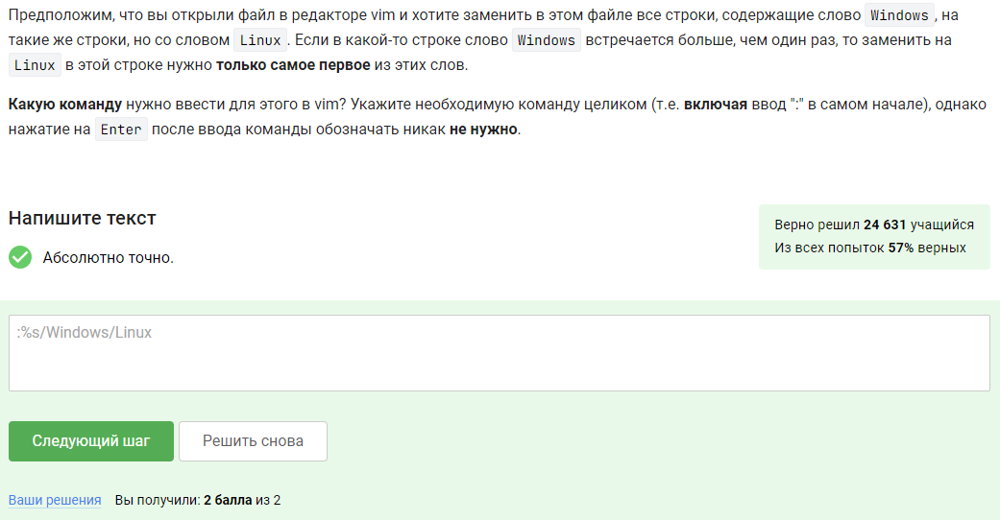 Предположим, что вы открыли файл в редакторе vim и хотите заменить в этом файле все строки, содержащие слово Windows, на
такие же строки, но со словом Linux. Если в какой-то строке слово Windows встречается больше, чем один раз, то заменить на
Linux в этой строке нужно только самое первое из этих слов.
Какую команду нужно ввести для этого в vim? Укажите необходимую команду целиком (т.е. включая ввод ":" в самом начале), однако
нажатие на Enter после ввода команды обозначать никак не нужно.
Напишите текст
Верно решил 24 631 учащийся
Из всех попыток 57% верных
Абсолютно точно.
:%s/Windows/Linux
Следующий шаг
Решить снова
Ваши решения Вы получили: 2 балла из 2